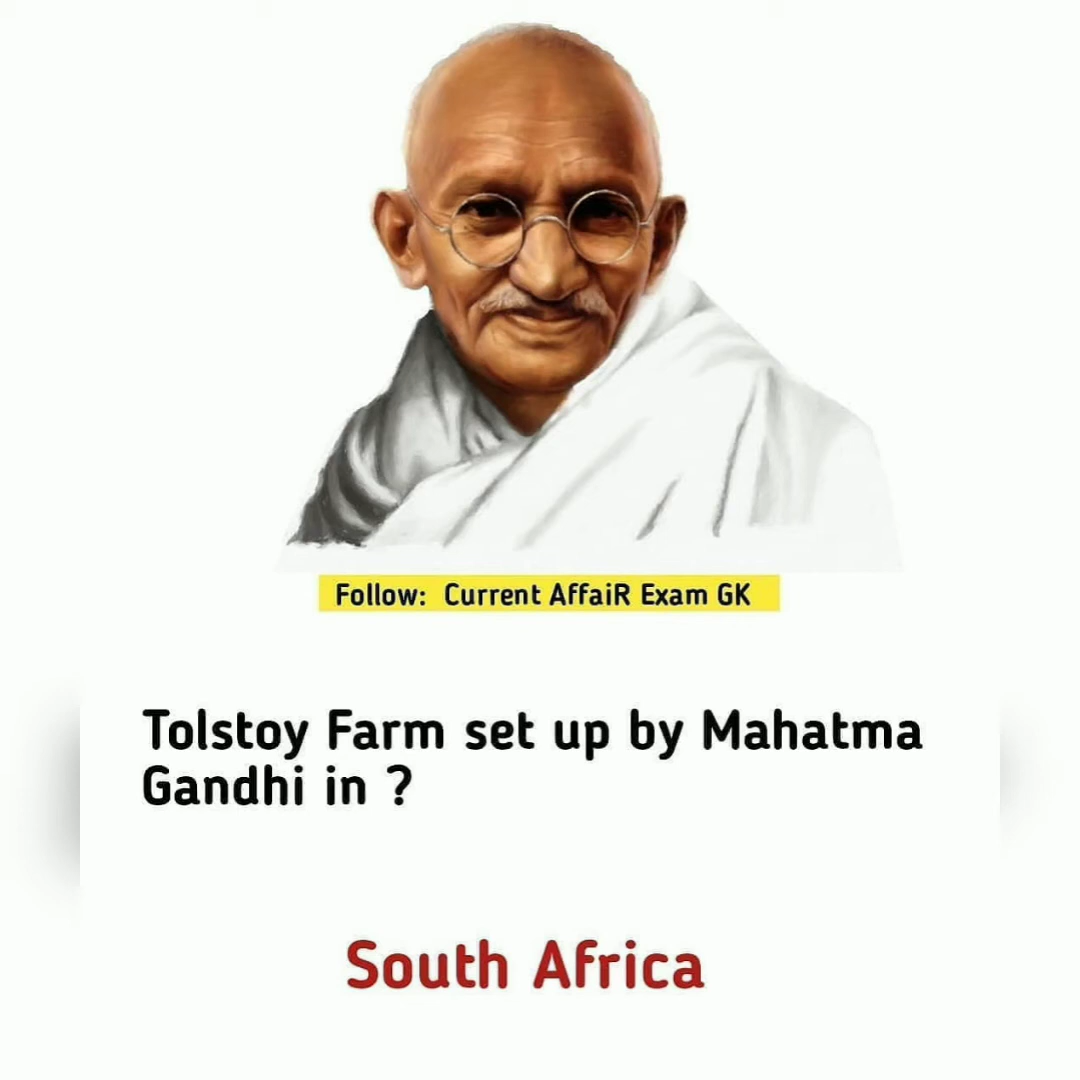 Follow: Current AffaiR Exam GK
Tolstoy Farm set up by Mahatma
Gandhi in ?
South Africa